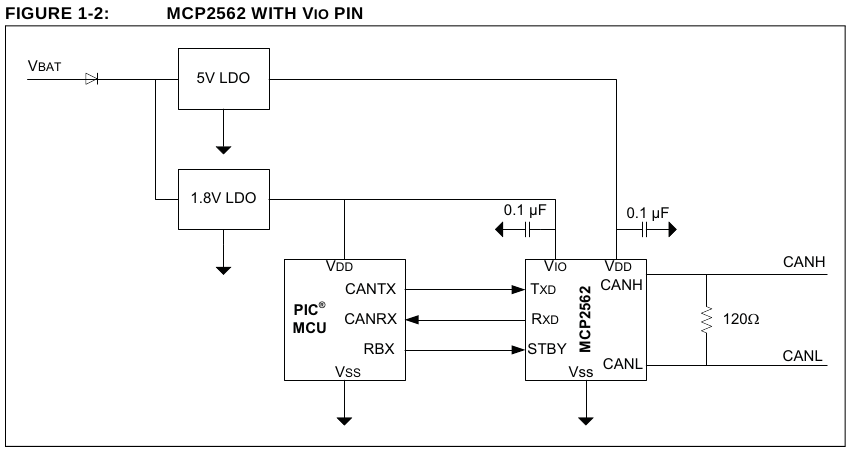 FIGURE 1-2: MCP2562 WITH VIO PIN
VBAT
5V LDO
1.8V LDO
0.1 µF
0.1 µF
VDD
VIO
VDD
CANH
CANTX
TXD
CANH
PIC®
MCU
CANRX
RXD
MCP2562
120Ω
RBX
STBY
CANL
CANL
VSS
Vss